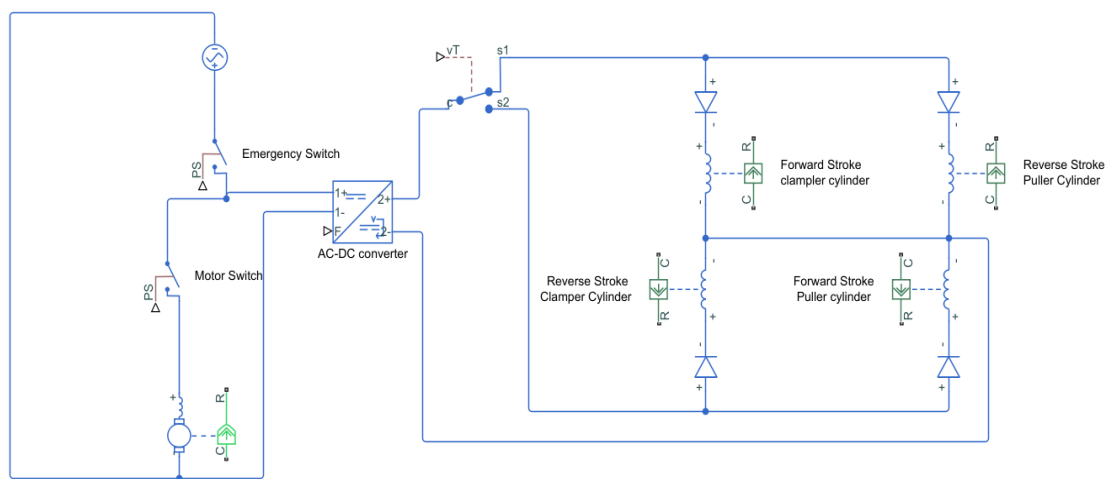 vT
s1
c
s2
+
+
-
-
Emergency Switch
PS
+
R
C
Forward Stroke
clampler cylinder
-
+
R
C
Reverse Stroke
Puller Cylinder
-
1+
1-
F
2+
v
2-
AC-DC converter
Motor Switch
PS
Reverse Stroke
Clamper Cylinder
C
R
-
+
Forward Stroke
Puller cylinder
C
R
-
+
-
+
-
+
+
R
C